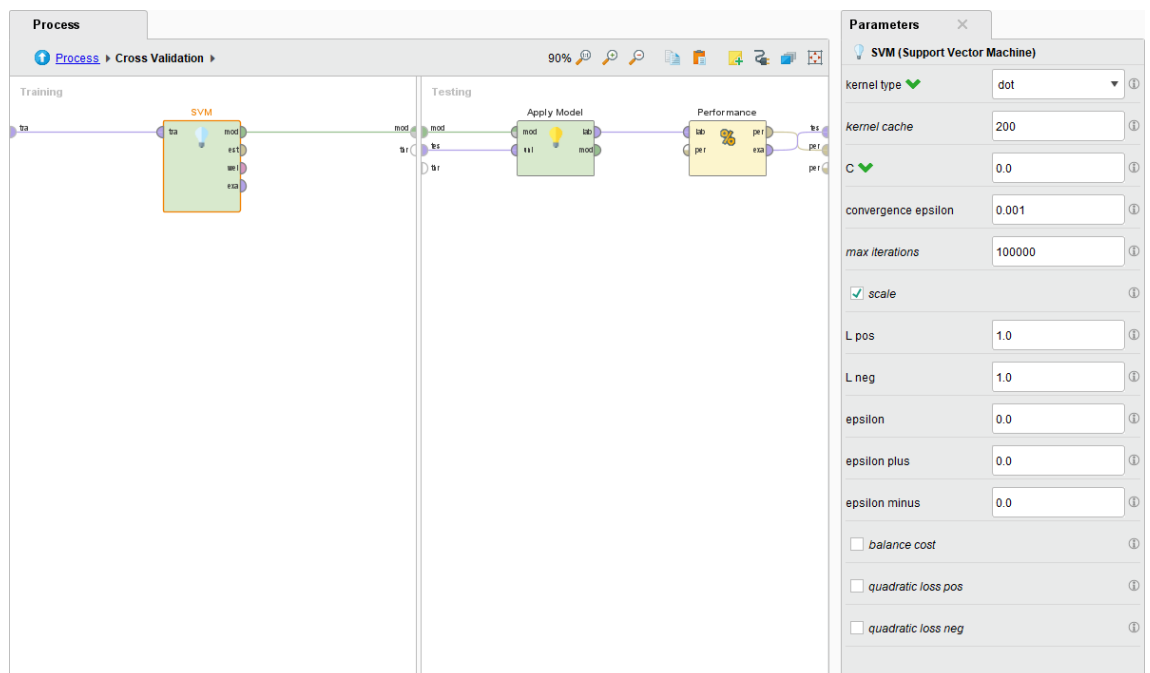 Process
Process Cross Validation
90%
Training
SVM
tra
tra
mod
est
wei
exa
mod
thr
Testing
mod
tes
thr
Apply Model
mod
unl
lab
mod
Performance
lab
per
per
exa
tes
per
per
Parameters
SVM (Support Vector Machine)
kernel type dot
kernel cache 200
C 0.0
convergence epsilon 0.001
max iterations 100000
scale
L pos 1.0
L neg 1.0
epsilon 0.0
epsilon plus 0.0
epsilon minus 0.0
balance cost
quadratic loss pos
quadratic loss neg